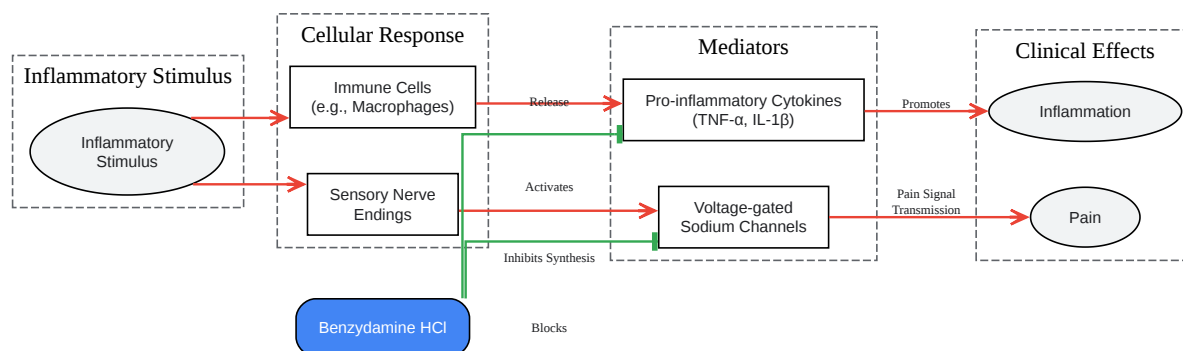 Inflammatory Stimulus
Inflammatory
Stimulus
Cellular Response
Immune Cells
(e.g., Macrophages)
Sensory Nerve
Endings
Release
Activates
Inhibits Synthesis
Blocks
Benzydamine HCl
Mediators
Pro-inflammatory Cytokines
(TNF-α, IL-1β)
Voltage-gated
Sodium Channels
Promotes
Pain Signal
Transmission
Clinical Effects
Inflammation
Pain